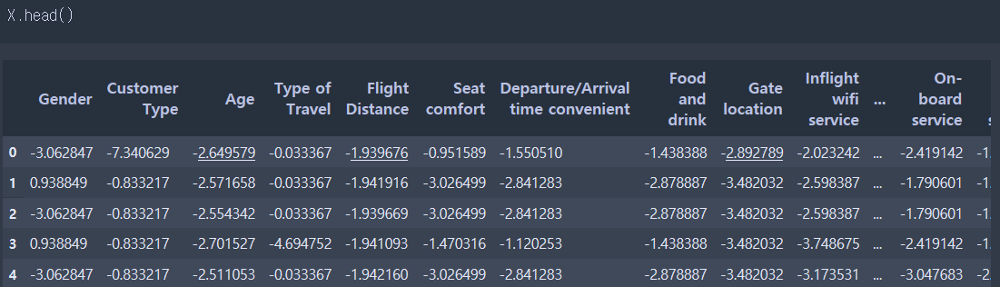 X.head()
Gender Customer Type Age Type of Travel Flight Distance Seat comfort Departure/Arrival time convenient Food and drink Gate location Inflight wifi service ... On-board service s
0 -3.062847 -7.340629 -2.649579 -0.033367 -1.939676 -0.951589 -1.550510 -1.438388 -2.892789 -2.023242 ... -2.419142 -1.
1 0.938849 -0.833217 -2.571658 -0.033367 -1.941916 -3.026499 -2.841283 -2.878887 -3.482032 -2.598387 ... -1.790601 -1.
2 -3.062847 -0.833217 -2.554342 -0.033367 -1.939669 -3.026499 -2.841283 -2.878887 -3.482032 -2.598387 ... -1.790601 -1.
3 0.938849 -0.833217 -2.701527 -4.694752 -1.941093 -1.470316 -1.120253 -1.438388 -3.482032 -3.748675 ... -2.419142 -1.
4 -3.062847 -0.833217 -2.511053 -0.033367 -1.942160 -3.026499 -2.841283 -2.878887 -3.482032 -3.173531 ... -3.047683 -2.